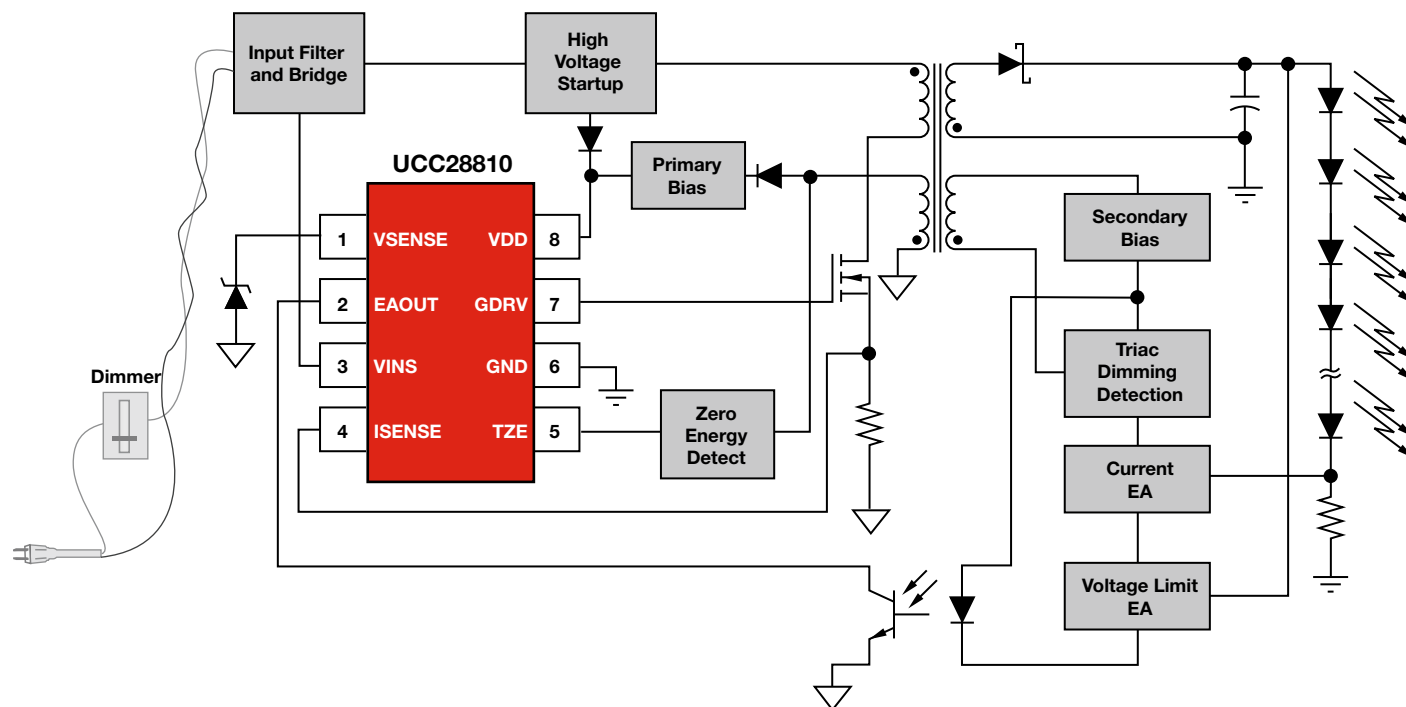 Input Filter
and Bridge
High
Voltage
Startup
UCC28810
Primary
Bias
1 VSENSE VDD 8
2 EAOUT GDRV 7
3 VINS GND 6
4 ISENSE TZE 5
Zero
Energy
Detect
Dimmer
Secondary
Bias
Triac
Dimming
Detection
Current
EA
Voltage Limit
EA